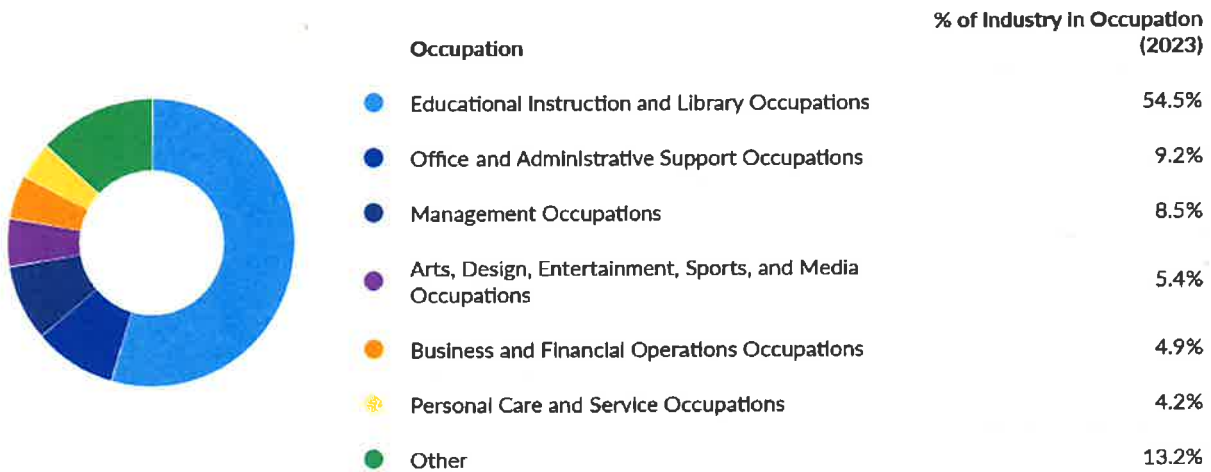 Occupation
% of Industry in Occupation
(2023)
Educational Instruction and Library Occupations 54.5%
Office and Administrative Support Occupations 9.2%
Management Occupations 8.5%
Arts, Design, Entertainment, Sports, and Media
Occupations 5.4%
Business and Financial Operations Occupations 4.9%
Personal Care and Service Occupations 4.2%
Other 13.2%